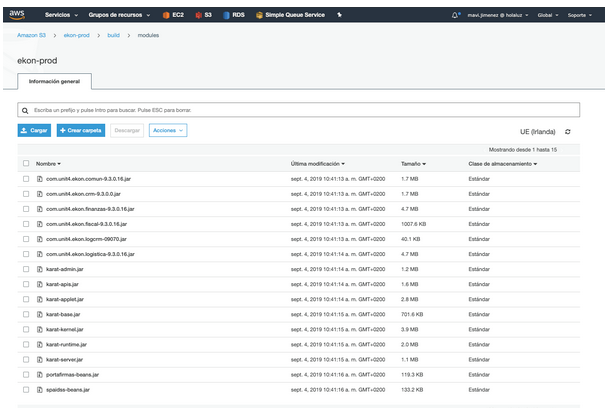 aws Servicios Grupos de recursos EC2 S3 RDS Simple Queue Service mavi.jimenez @ holaluz Global Soporte
Amazon S3 > ekon-prod > build > modules
ekon-prod
Información general
Escriba un prefijo y pulse Intro para buscar. Pulse ESC para borrar.
Cargar + Crear carpeta Descargar Acciones UE (Irlanda)
Mostrando desde 1 hasta 15
Nombre Última modificación Tamaño Clase de almacenamiento
com.unit4.ekon.comun-9.3.0.16.jar sept. 4, 2019 10:41:13 a. m. GMT+0200 1.7 MB Estándar
com.unit4.ekon.crm-9.3.0.0.jar sept. 4, 2019 10:41:13 a. m. GMT+0200 1.7 MB Estándar
com.unit4.ekon.finanzas-9.3.0.16.jar sept. 4, 2019 10:41:13 a. m. GMT+0200 4.7 MB Estándar
com.unit4.ekon.fiscal-9.3.0.16.jar sept. 4, 2019 10:41:13 a. m. GMT+0200 1007.6 KB Estándar
com.unit4.ekon.logcrm-09070.jar sept. 4, 2019 10:41:13 a. m. GMT+0200 40.1 KB Estándar
com.unit4.ekon.logistica-9.3.0.16.jar sept. 4, 2019 10:41:14 a. m. GMT+0200 4.7 MB Estándar
karat-admin.jar sept. 4, 2019 10:41:14 a. m. GMT+0200 1.2 MB Estándar
karat-apis.jar sept. 4, 2019 10:41:14 a. m. GMT+0200 1.6 MB Estándar
karat-applet.jar sept. 4, 2019 10:41:14 a. m. GMT+0200 2.8 MB Estándar
karat-base.jar sept. 4, 2019 10:41:15 a. m. GMT+0200 701.6 KB Estándar
karat-kernel.jar sept. 4, 2019 10:41:15 a. m. GMT+0200 3.9 MB Estándar
karat-runtime.jar sept. 4, 2019 10:41:15 a. m. GMT+0200 2.0 MB Estándar
karat-server.jar sept. 4, 2019 10:41:15 a. m. GMT+0200 1.1 MB Estándar
portafirmas-beans.jar sept. 4, 2019 10:41:16 a. m. GMT+0200 119.3 KB Estándar
spaidss-beans.jar sept. 4, 2019 10:41:16 a. m. GMT+0200 133.2 KB Estándar